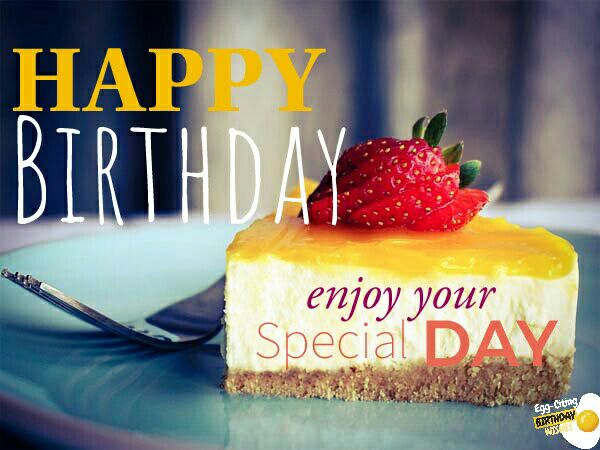 HAPPY
BIRTHDAY
enjoy your
Special DAY
Egg-Citing
BIRTHDAY
WISHES